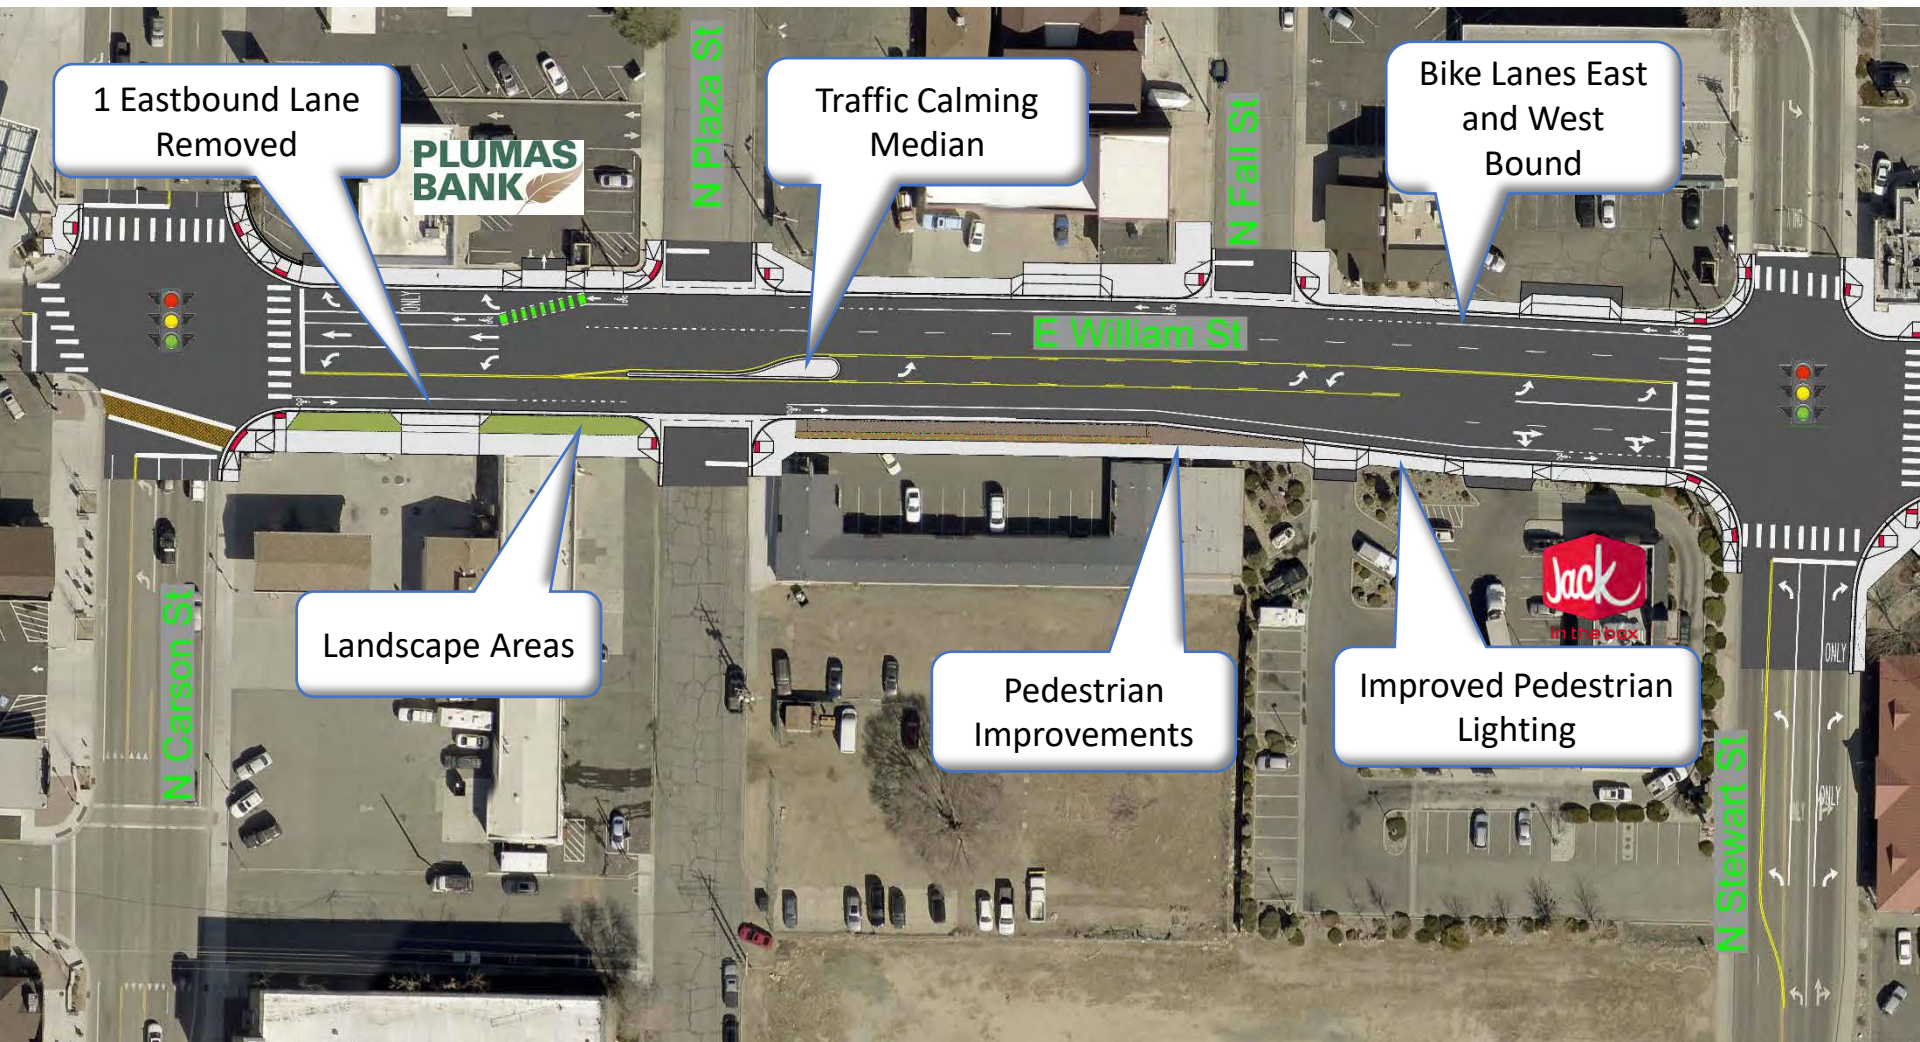 1 Eastbound Lane
Removed
PLUMAS
BANK
N Plaza St
Traffic Calming
Median
N Fall St
Bike Lanes East
and West
Bound
ONLY
E William St
Landscape Areas
N Carson St
Pedestrian
Improvements
Jack
in the box
Improved Pedestrian
Lighting
N Stewart St
ONLY
ONLY